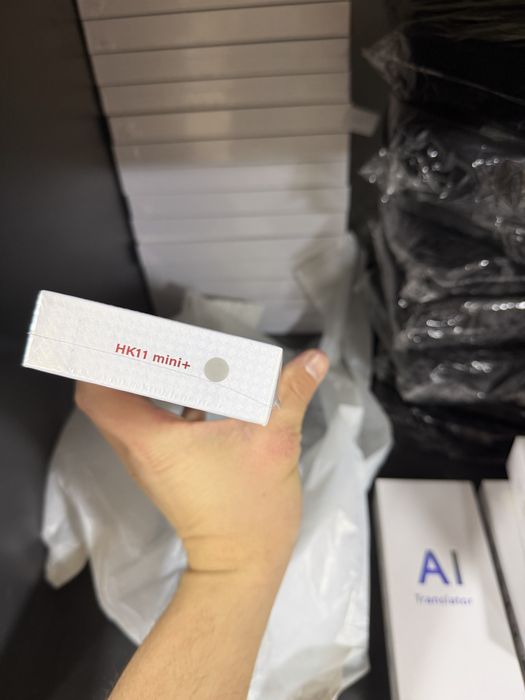 HK11 mini+
AI
Translator